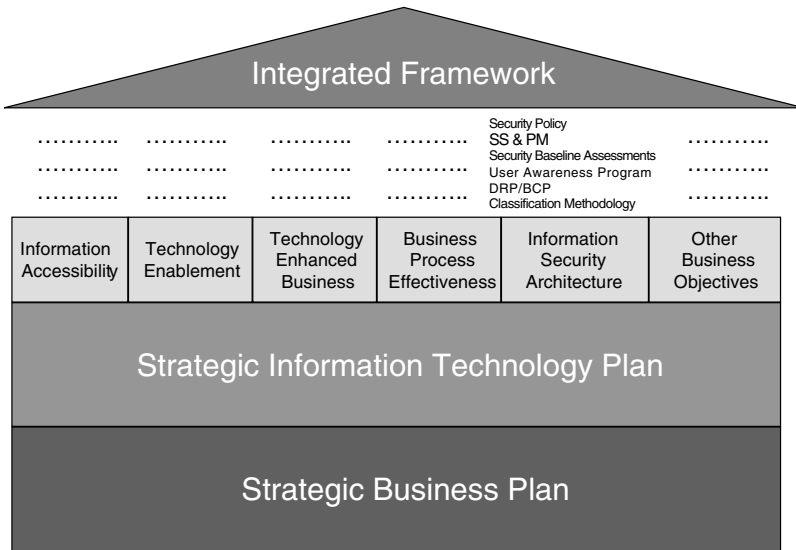 Integrated Framework
Security Policy
……….. ……….. ……….. ……….. SS & PM ………..
Security Baseline Assessments
……….. ……….. ……….. ……….. User Awareness Program ………..
DRP/BCP
……….. ……….. ……….. ……….. Classification Methodology ………..
Information
Accessibility
Technology
Enablement
Technology
Enhanced
Business
Business
Process
Effectiveness
Information
Security
Architecture
Other
Business
Objectives
Strategic Information Technology Plan
Strategic Business Plan